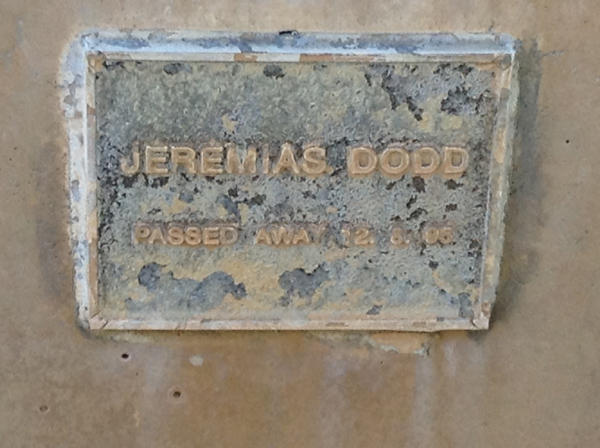 JEREMIAS DODD
PASSED AWAY 12. 8. 05